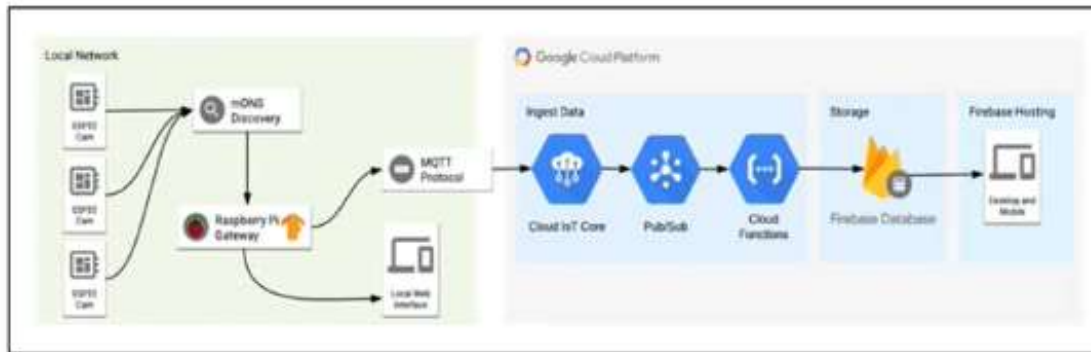 Local Network
ESP32
Cam
ESP32
Cam
ESP32
Cam
mDNS
Discovery
Raspberry Pi
Gateway
MQTT
Protocol
Local Web
Interface
Google Cloud Platform
Ingest Data
Cloud IoT Core
Pub/Sub
Cloud
Functions
Storage
Firebase Database
Firebase Hosting
Desktop and
Mobile